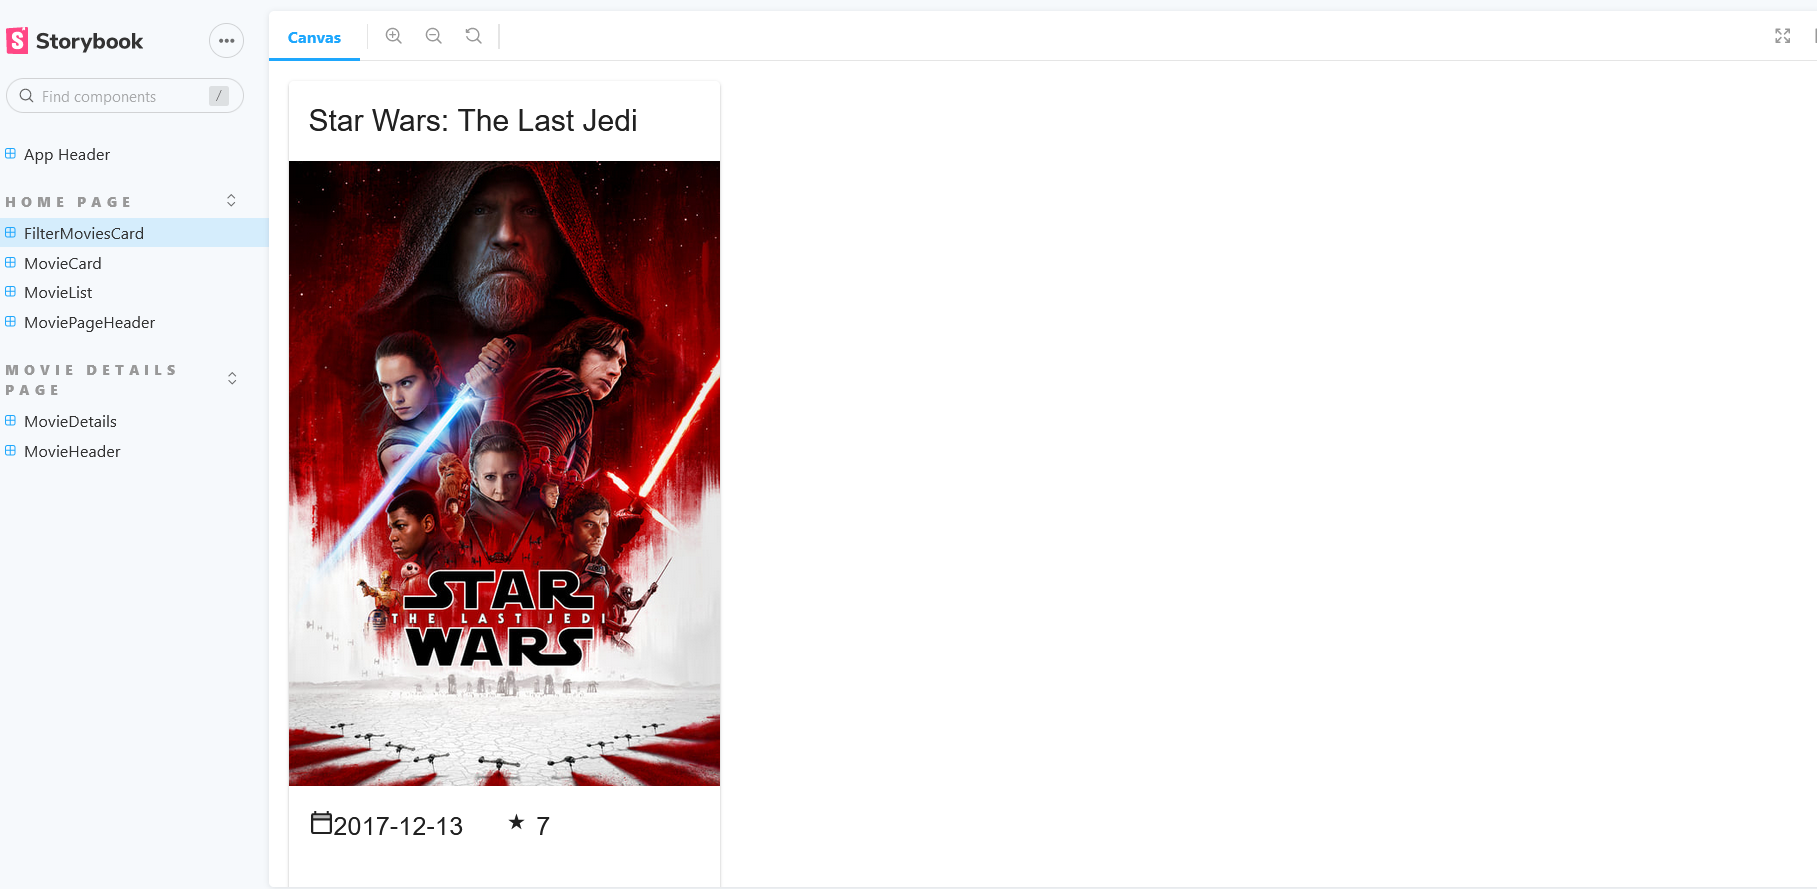 Storybook
Find components /
App Header
HOME PAGE
FilterMoviesCard
MovieCard
MovieList
MoviePageHeader
MOVIE DETAILS
PAGE
MovieDetails
MovieHeader
Canvas
Star Wars: The Last Jedi
STAR
THE LAST JEDI
WARS
2017-12-13 ★ 7